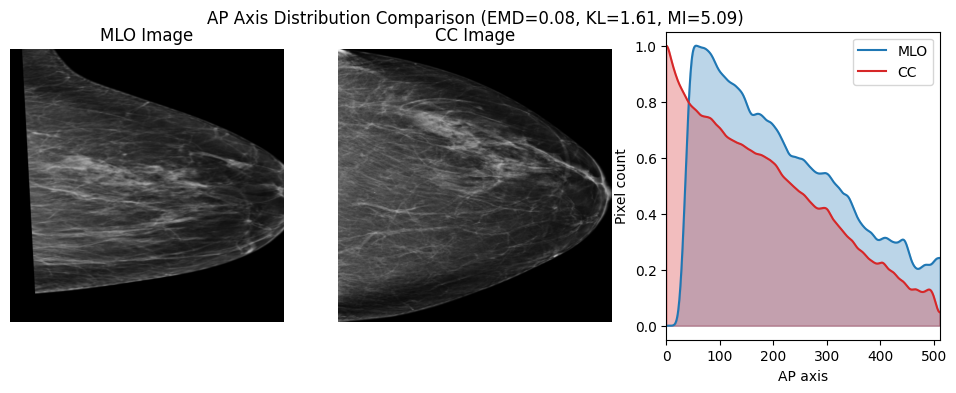 AP Axis Distribution Comparison (EMD=0.08, KL=1.61, MI=5.09)
MLO Image
CC Image
MLO
CC
1.0
0.8
0.6
0.4
0.2
0.0
Pixel count
0
100
200
300
400
500
AP axis